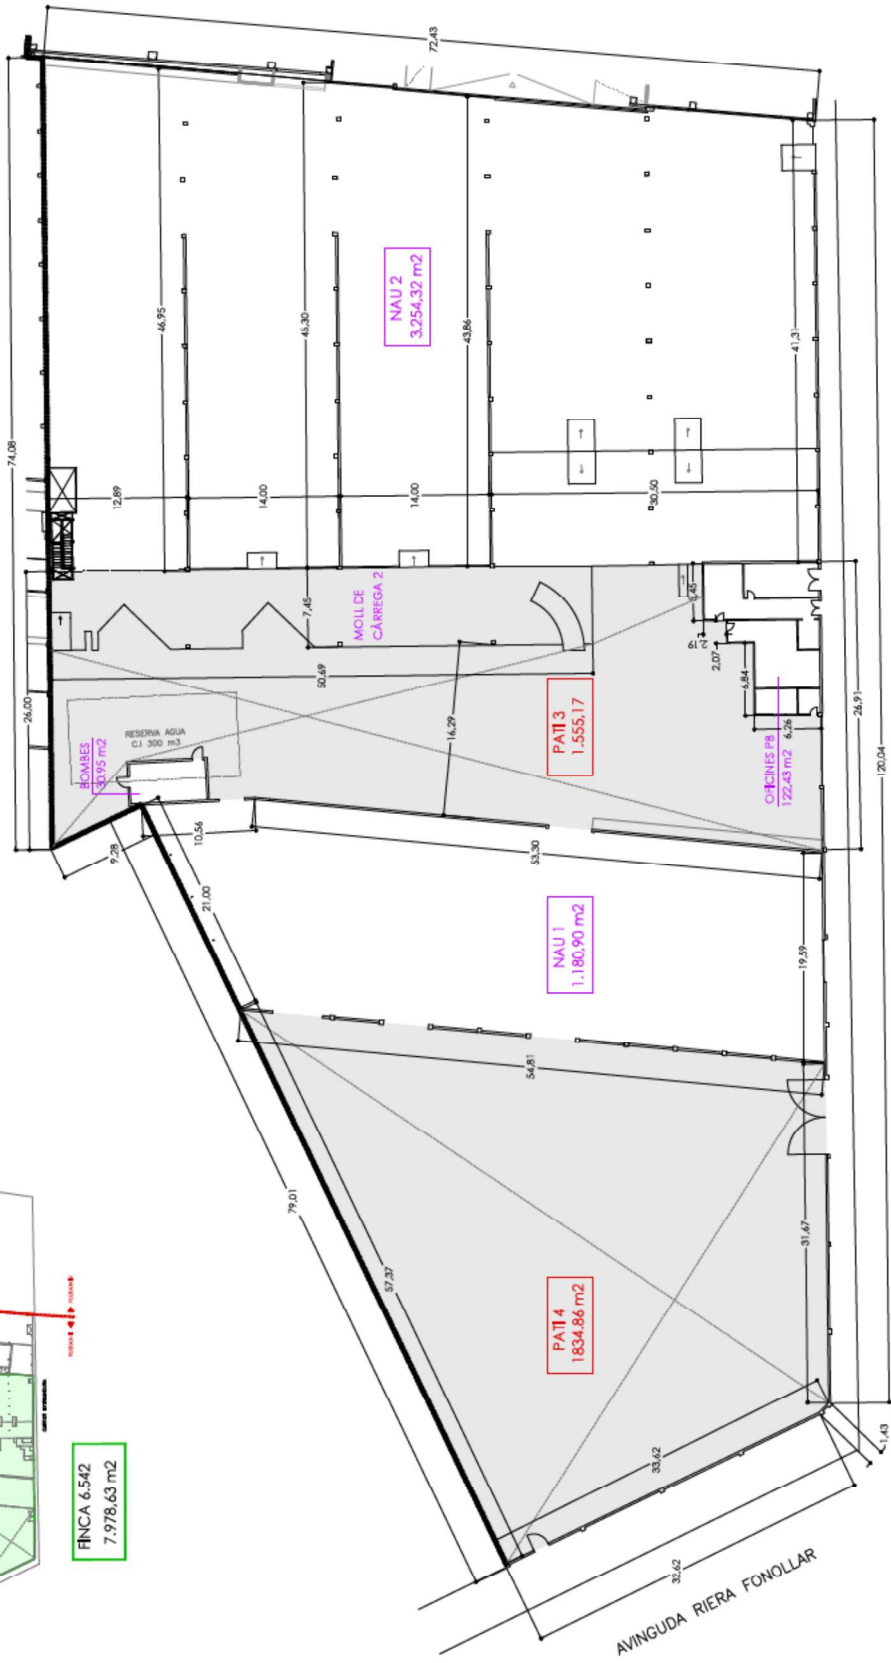 72,43
74,08
46,95
45,30
NAU 2
3.254,32 m2
43,86
41,31
12,89
14,00
14,00
30,50
26,00
7,45
MOLL DE
CÀRREGA 2
2,19
2,07
4,84
6,26
50,69
16,29
RESERVA AGUA
C.I 300 m3
BOMBES
30.95 m2
PATI 3
1.555,17
OFICINES PB
122,43 m2
26,91
120,04
9,28
10,56
53,30
21,00
NAU 1
1.180,90 m2
19,59
54,81
79,01
57,37
31,67
PATI 4
1834.86 m2
33,62
32,62
1,43
FINCA 6.542
7.978,63 m2
AVINGUDA RIERA FONOLLAR